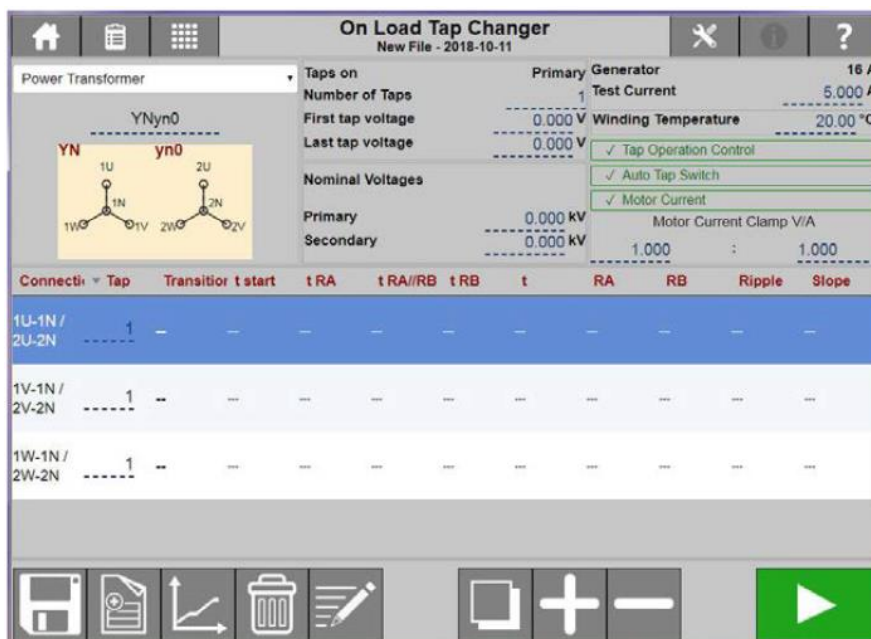 On Load Tap Changer
New File - 2018-10-11
?
Power Transformer
YNyn0
YN yn0
1U 2U
1N 2N
1W 1V 2W 2V
Taps on Primary
Number of Taps 1
First tap voltage 0.000 V
Last tap voltage 0.000 V
Nominal Voltages
Primary 0.000 kV
Secondary 0.000 kV
Generator 16 A
Test Current 5.000 A
Winding Temperature 20.00 °C
✓ Tap Operation Control
✓ Auto Tap Switch
✓ Motor Current
Motor Current Clamp V/A
1.000 : 1.000
Connecti Tap Transition t start t RA t RA//RB t RB t RA RB Ripple Slope
1U-1N / 1 -- --- --- --- --- --- --- --- --- ---
2U-2N
1V-1N / 1 -- --- --- --- --- --- --- --- --- ---
2V-2N
1W-1N / 1 -- --- --- --- --- --- --- --- --- ---
2W-2N